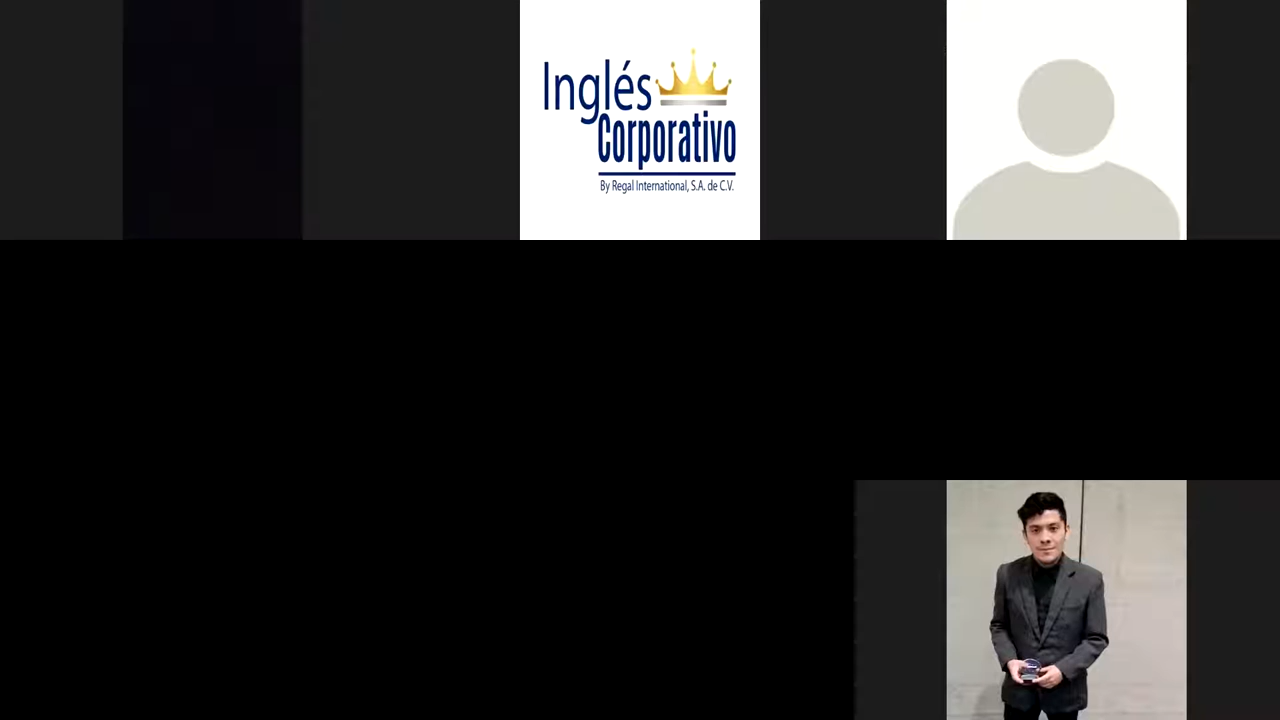 Inglés
Corporativo
By Regal International, S.A. de C.V.